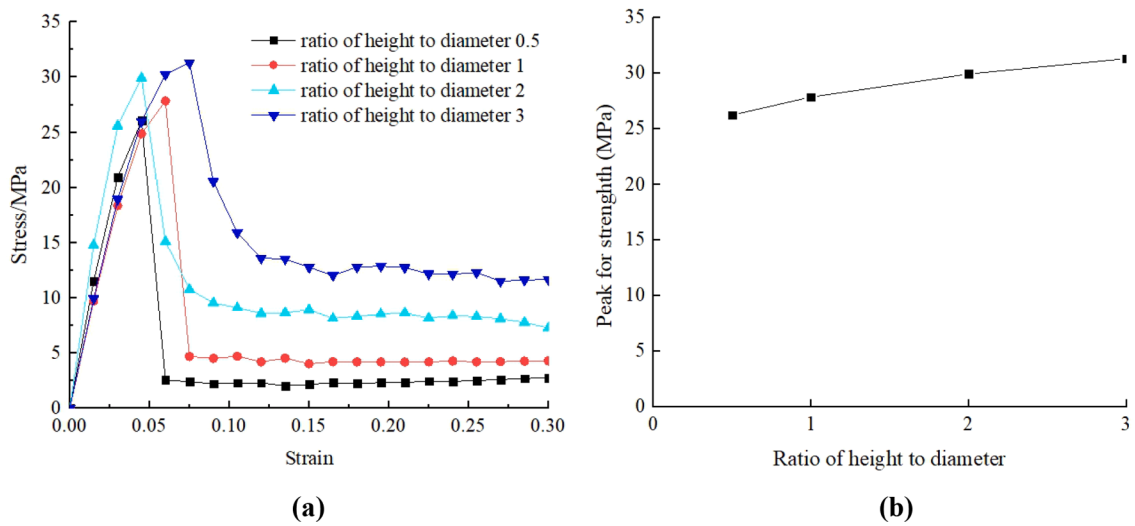 35
30
25
20
15
10
5
0
Stress/MPa
ratio of height to diameter 0.5
ratio of height to diameter 1
ratio of height to diameter 2
ratio of height to diameter 3
0.00 0.05 0.10 0.15 0.20 0.25 0.30
Strain
(a)
35
30
25
20
15
10
5
0
Peak for strenghth (MPa)
0 1 2 3
Ratio of height to diameter
(b)